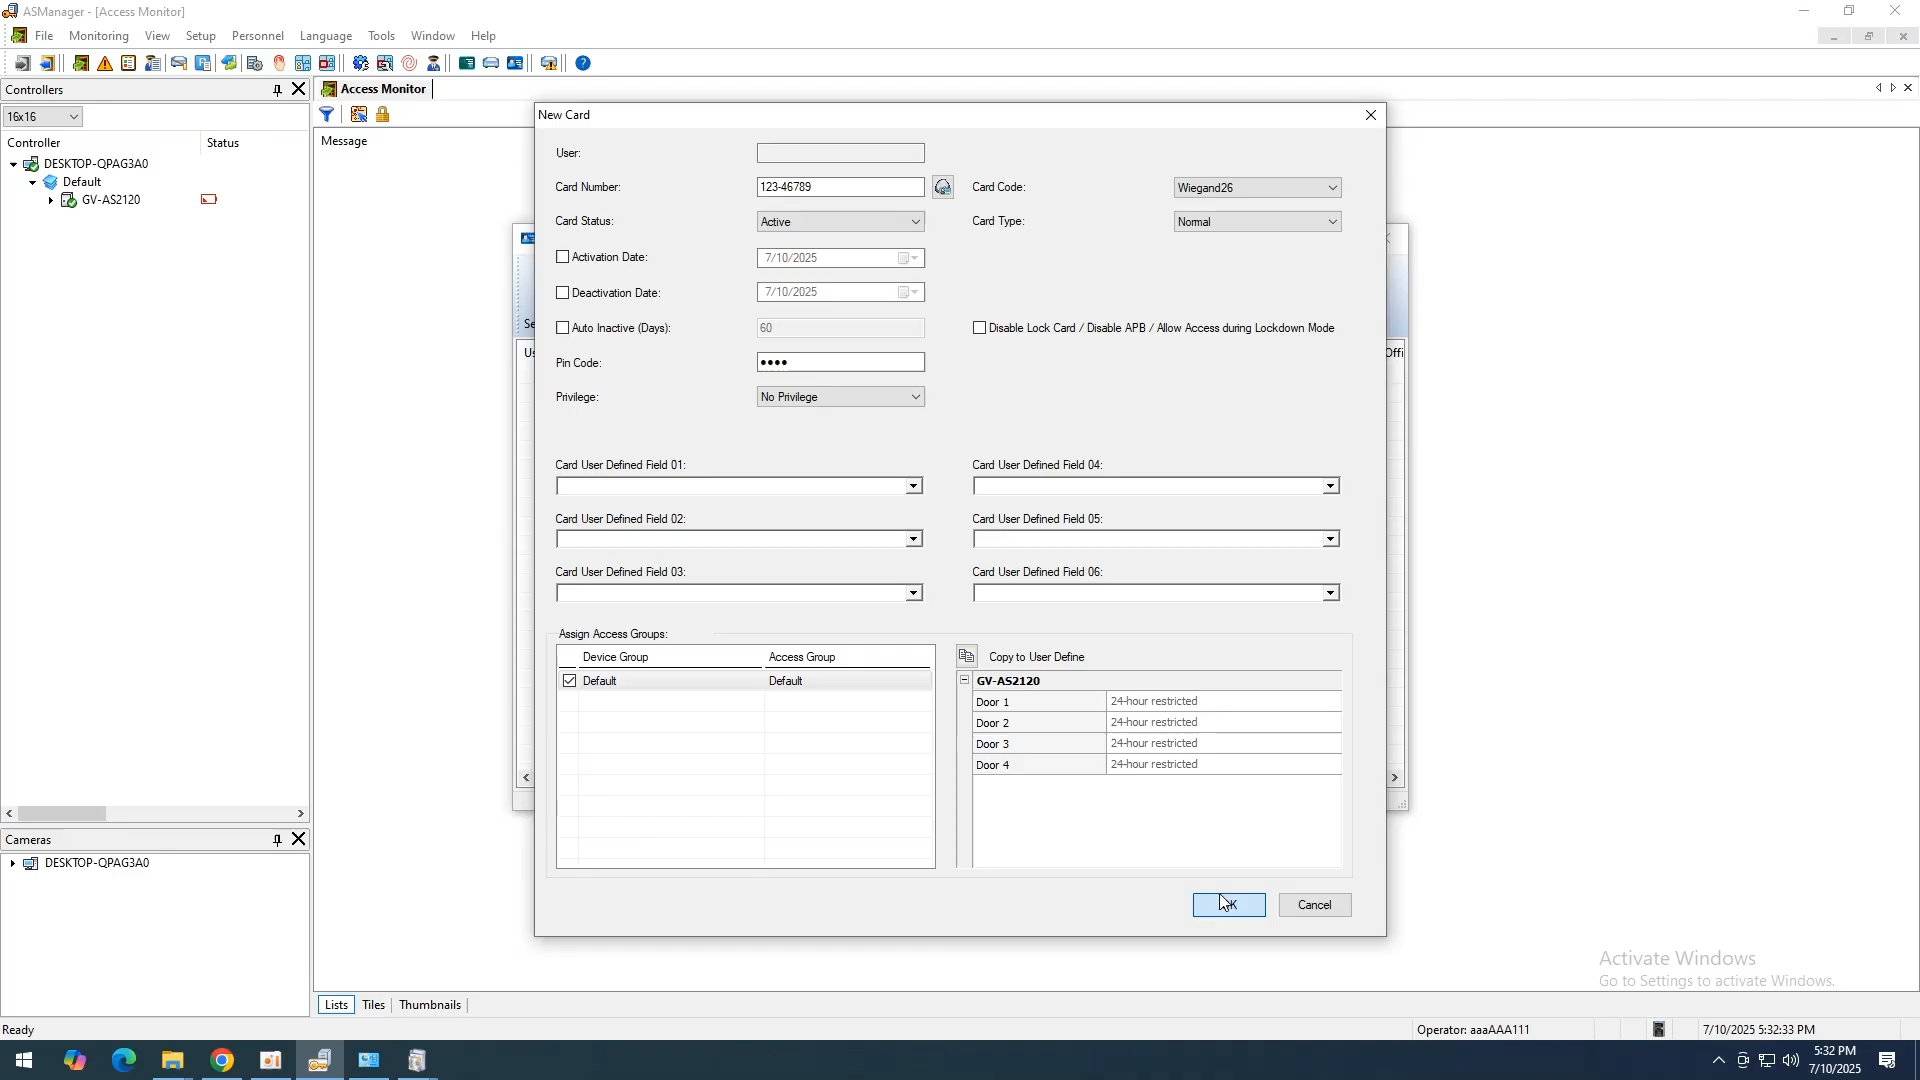 ASManager - [Access Monitor]
File Monitoring View Setup Personnel Language Tools Window Help
Controllers
Access Monitor
16x16
New Card
Controller Status
Message
DESKTOP-QPAG3A0
Default
GV-AS2120
User:
Card Number: 123-46789
Card Code: Wiegand26
Card Status: Active
Card Type: Normal
Activation Date: 7/10/2025
Deactivation Date: 7/10/2025
Auto Inactive (Days): 60
Disable Lock Card / Disable APB / Allow Access during Lockdown Mode
Pin Code: ••••
Privilege: No Privilege
Card User Defined Field 01:
Card User Defined Field 04:
Card User Defined Field 02:
Card User Defined Field 05:
Card User Defined Field 03:
Card User Defined Field 06:
Assign Access Groups:
Device Group Access Group
Default Default
Copy to User Define
GV-AS2120
Door 1 24-hour restricted
Door 2 24-hour restricted
Door 3 24-hour restricted
Door 4 24-hour restricted
Cancel
Cameras
DESKTOP-QPAG3A0
Activate Windows
Go to Settings to activate Windows.
Lists Tiles Thumbnails
Ready
Operator: aaaAAA111
7/10/2025 5:32:33 PM
5:32 PM
7/10/2025